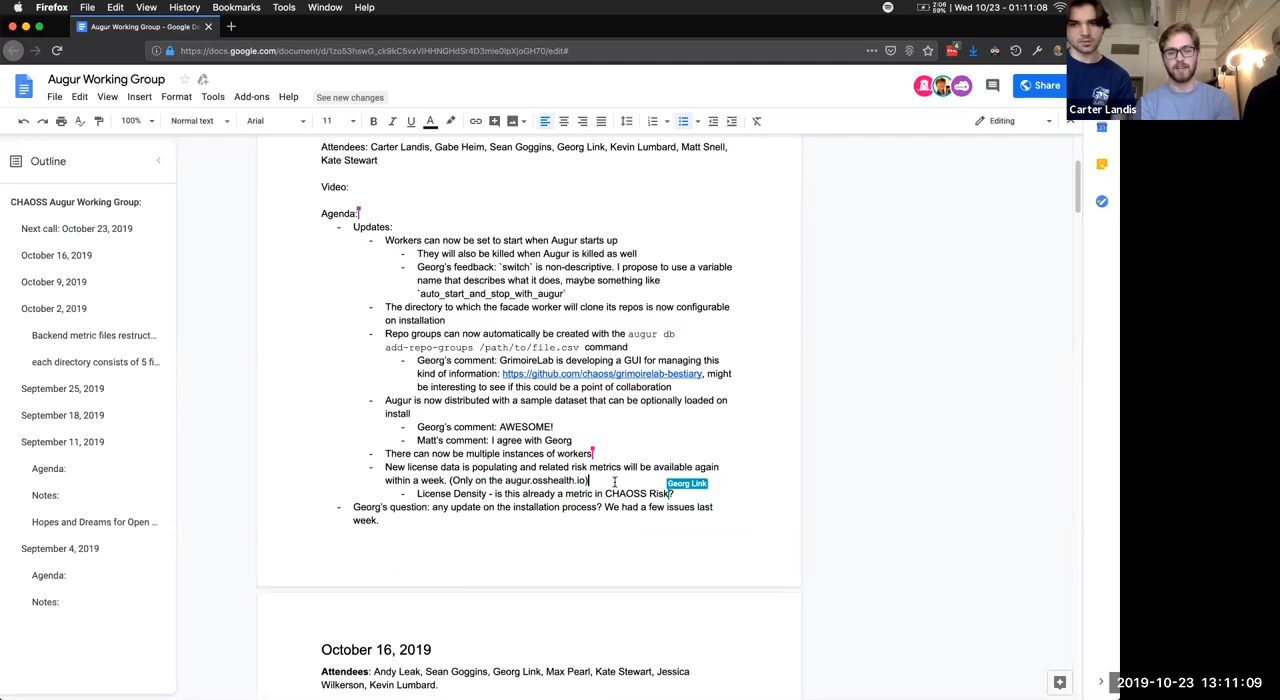 Firefox File Edit View History Bookmarks Tools Window Help
2:06
59%
Wed 10/23 - 01:11:08
Augur Working Group - Google Do
https://docs.google.com/document/d/1zo53hswG_ck9kC5vxVIHHNGHdSr4D3mie0lpXjoGH70/edit#
4
Augur Working Group
File Edit View Insert Format Tools Add-ons Help
See new changes
Share
Carter Landis
100% Normal text Arial 11 B I U A Editing
Outline
CHAOSS Augur Working Group:
Next call: October 23, 2019
October 16, 2019
October 9, 2019
October 2, 2019
Backend metric files restruct...
each directory consists of 5 fi...
September 25, 2019
September 18, 2019
September 11, 2019
Agenda:
Notes:
Hopes and Dreams for Open ...
September 4, 2019
Agenda:
Notes:
Attendees: Carter Landis, Gabe Heim, Sean Goggins, Georg Link, Kevin Lumbard, Matt Snell,
Kate Stewart
Video:
Agenda:
- Updates:
- Workers can now be set to start when Augur starts up
- They will also be killed when Augur is killed as well
- Georg's feedback: `switch` is non-descriptive. I propose to use a variable
name that describes what it does, maybe something like
`auto_start_and_stop_with_augur`
- The directory to which the facade worker will clone its repos is now configurable
on installation
- Repo groups can now automatically be created with the augur db
add-repo-groups /path/to/file.csv command
- Georg's comment: GrimoireLab is developing a GUI for managing this
kind of information: https://github.com/chaoss/grimoirelab-bestiary, might
be interesting to see if this could be a point of collaboration
- Augur is now distributed with a sample dataset that can be optionally loaded on
install
- Georg's comment: AWESOME!
- Matt's comment: I agree with Georg
- There can now be multiple instances of workers
- New license data is populating and related risk metrics will be available again
within a week. (Only on the augur.osshealth.io)
Georg Link
- License Density - is this already a metric in CHAOSS Risk?
- Georg's question: any update on the installation process? We had a few issues last
week.
October 16, 2019
Attendees: Andy Leak, Sean Goggins, Georg Link, Max Pearl, Kate Stewart, Jessica
Wilkerson, Kevin Lumbard.
2019-10-23 13:11:09